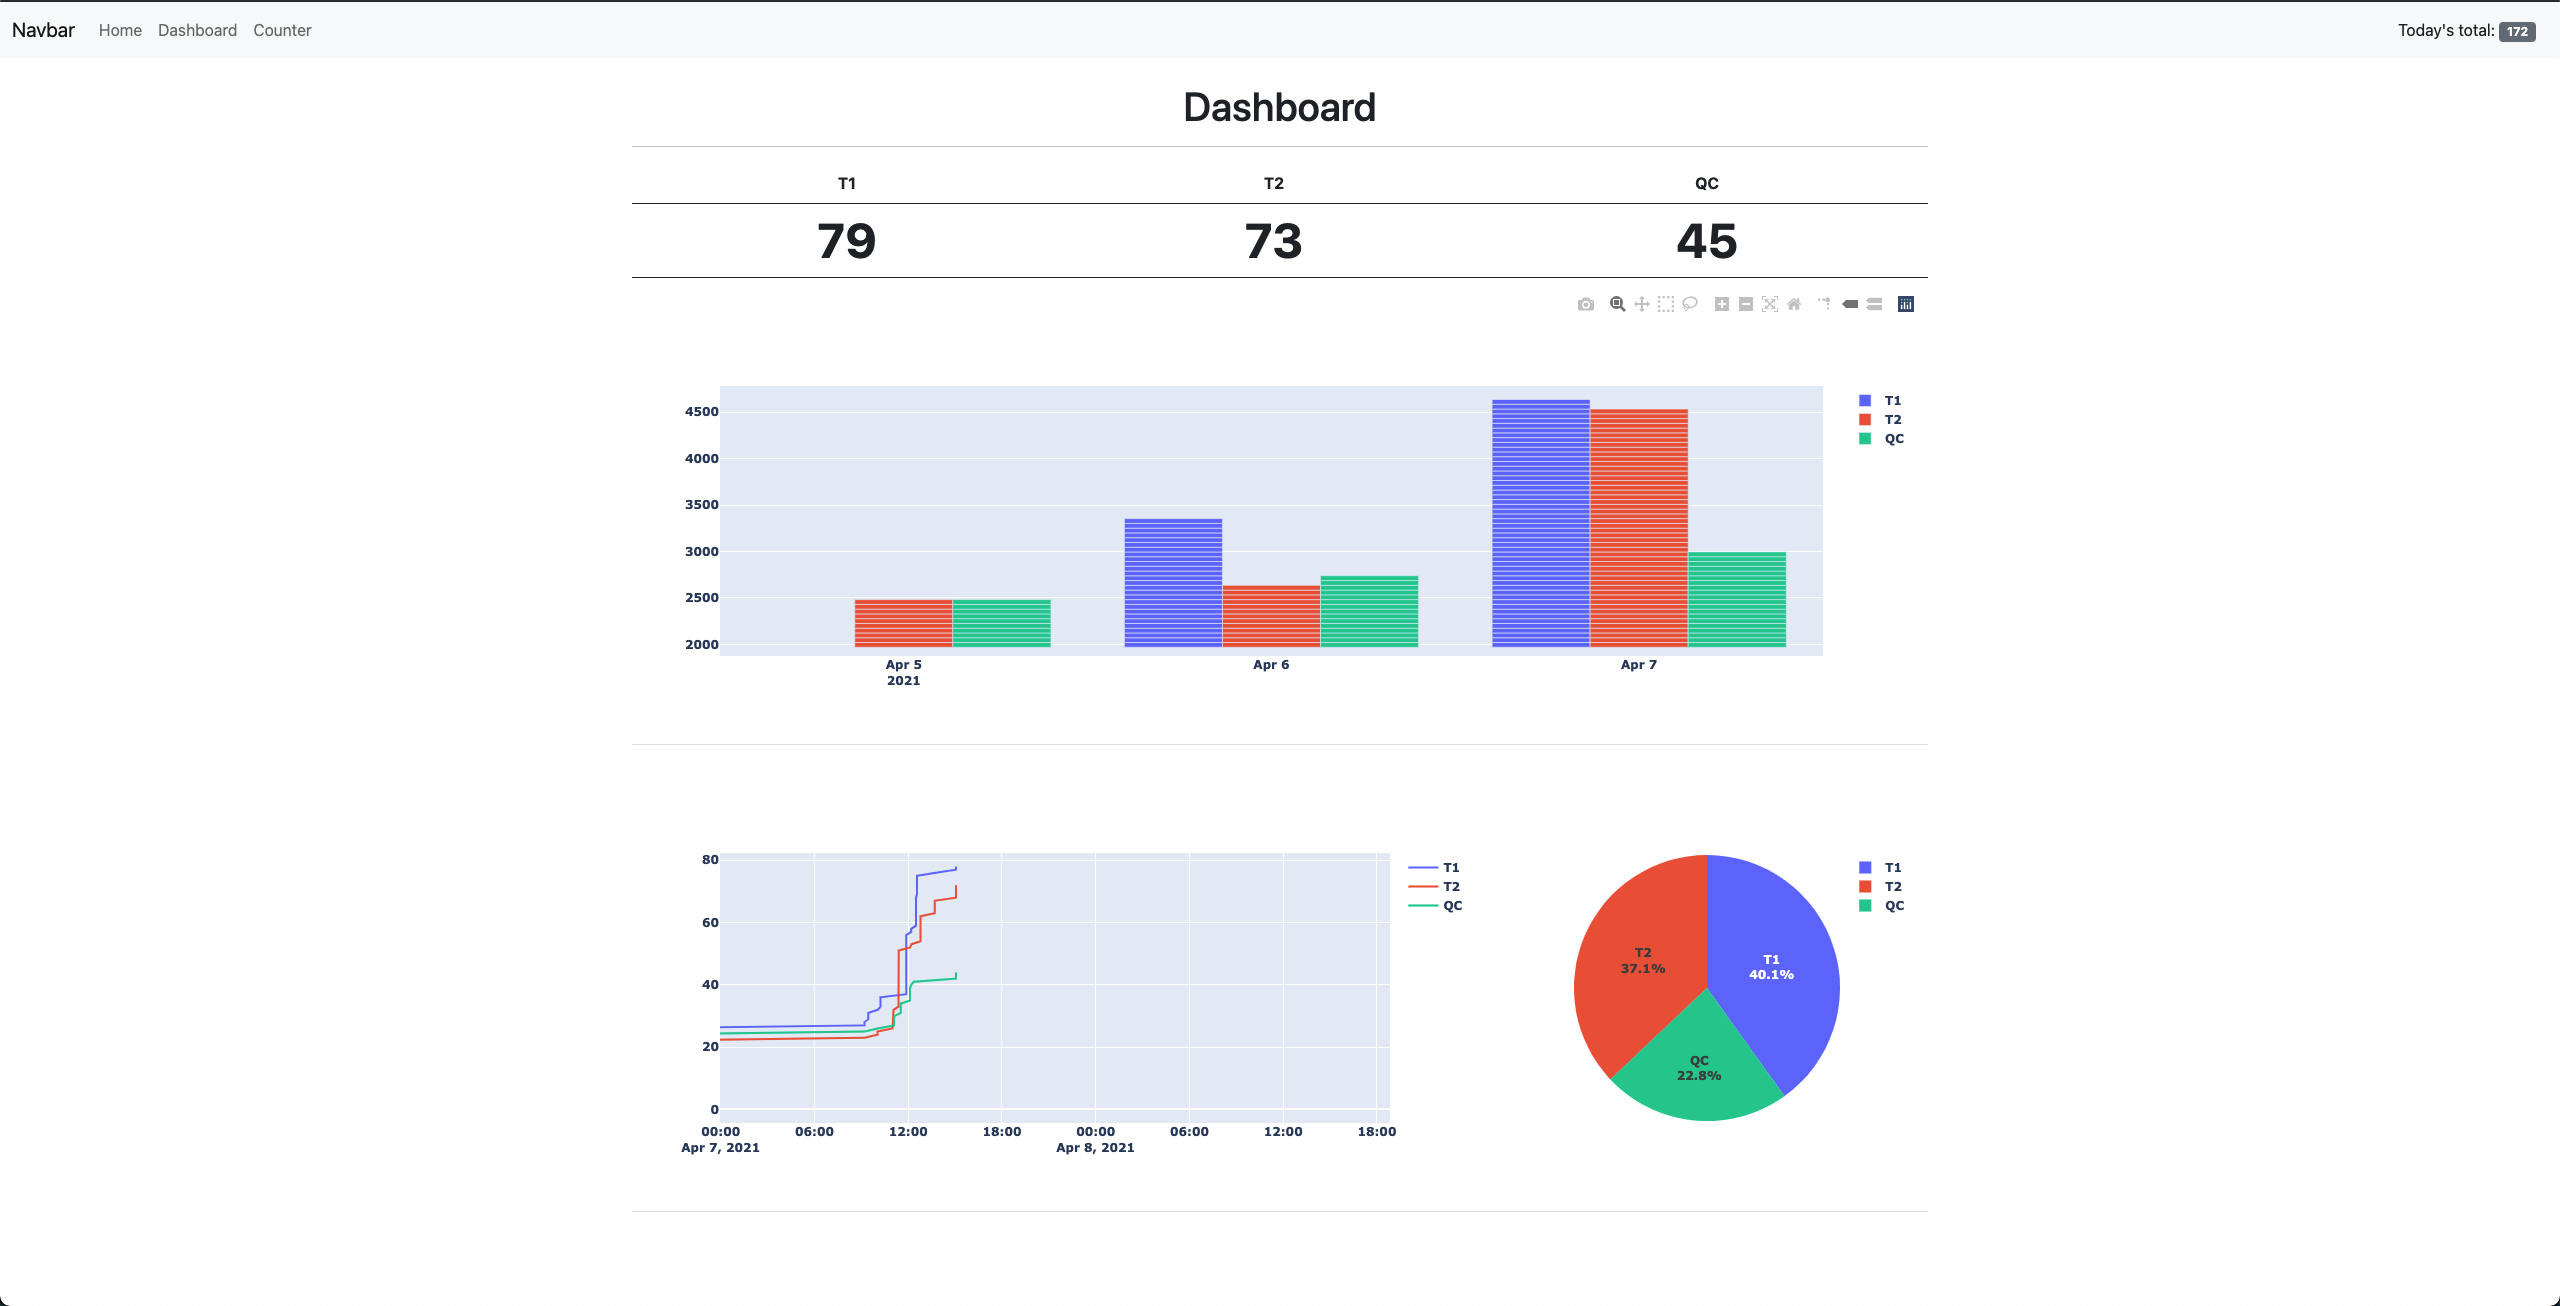 Navbar Home Dashboard Counter Today's total: 172
Dashboard
T1 T2 QC
79 73 45
4500
4000
3500
3000
2500
2000
Apr 5
2021
Apr 6
Apr 7
T1
T2
QC
80
60
40
20
0
00:00 06:00 12:00 18:00 00:00 06:00 12:00 18:00
Apr 7, 2021 Apr 8, 2021
T1
T2
QC
T2
37.1%
T1
40.1%
QC
22.8%
T1
T2
QC